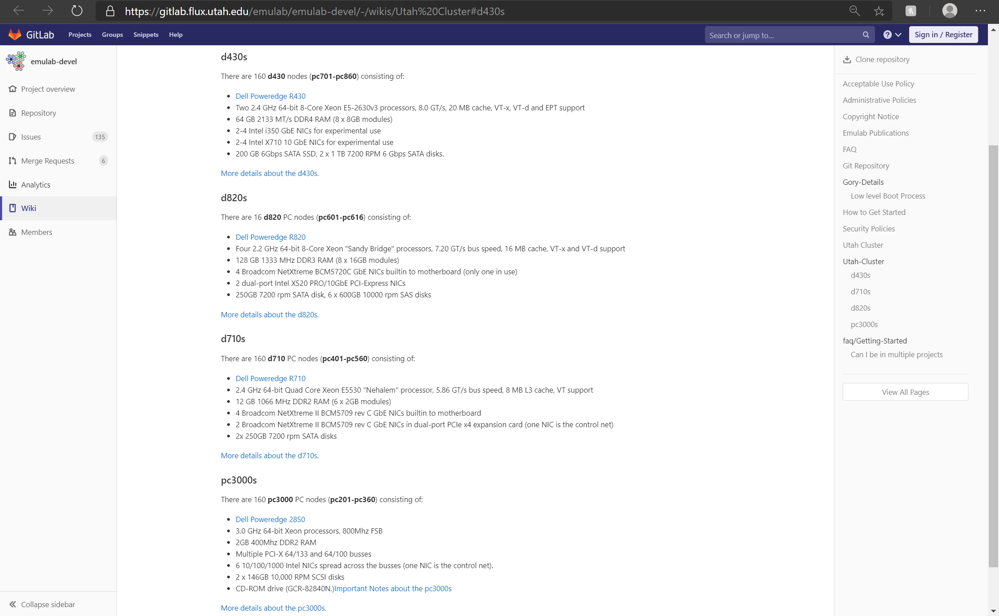 https://gitlab.flux.utah.edu/emulab/emulab-devel/-/wikis/Utah%20Cluster#d430s
GitLab Projects Groups Snippets Help Search or jump to... Sign in / Register
emulab-devel
Project overview
Repository
Issues 135
Merge Requests 6
Analytics
Wiki
Members
Collapse sidebar
d430s
There are 160 d430 nodes (pc701-pc860) consisting of:
• Dell Poweredge R430
• Two 2.4 GHz 64-bit 8-Core Xeon E5-2630v3 processors, 8.0 GT/s, 20 MB cache, VT-x, VT-d and EPT support
• 64 GB 2133 MT/s DDR4 RAM (8 x 8GB modules)
• 2-4 Intel i350 GbE NICs for experimental use
• 2-4 Intel X710 10 GbE NICs for experimental use
• 200 GB 6Gbps SATA SSD, 2 x 1 TB 7200 RPM 6 Gbps SATA disks.
More details about the d430s.
d820s
There are 16 d820 PC nodes (pc601-pc616) consisting of:
• Dell Poweredge R820
• Four 2.2 GHz 64-bit 8-Core Xeon "Sandy Bridge" processors, 7.20 GT/s bus speed, 16 MB cache, VT-x and VT-d support
• 128 GB 1333 MHz DDR3 RAM (8 x 16GB modules)
• 4 Broadcom NetXtreme BCM5720C GbE NICs builtin to motherboard (only one in use)
• 2 dual-port Intel X520 PRO/10GbE PCI-Express NICs
• 250GB 7200 rpm SATA disk, 6 x 600GB 10000 rpm SAS disks
More details about the d820s.
d710s
There are 160 d710 PC nodes (pc401-pc560) consisting of:
• Dell Poweredge R710
• 2.4 GHz 64-bit Quad Core Xeon E5530 "Nehalem" processor, 5.86 GT/s bus speed, 8 MB L3 cache, VT support
• 12 GB 1066 MHz DDR2 RAM (6 x 2GB modules)
• 4 Broadcom NetXtreme II BCM5709 rev C GbE NICs builtin to motherboard
• 2 Broadcom NetXtreme II BCM5709 rev C GbE NICs in dual-port PCIe x4 expansion card (one NIC is the control net)
• 2x 250GB 7200 rpm SATA disks
More details about the d710s.
pc3000s
There are 160 pc3000 PC nodes (pc201-pc360) consisting of:
• Dell Poweredge 2850
• 3.0 GHz 64-bit Xeon processors, 800Mhz FSB
• 2GB 400Mhz DDR2 RAM
• Multiple PCI-X 64/133 and 64/100 busses
• 6 10/100/1000 Intel NICs spread across the busses (one NIC is the control net).
• 2 x 146GB 10,000 RPM SCSI disks
• CD-ROM drive (GCR-82840N.)Important Notes about the pc3000s
More details about the pc3000s.
Clone repository
Acceptable Use Policy
Administrative Policies
Copyright Notice
Emulab Publications
FAQ
Git Repository
Gory-Details
Low level Boot Process
How to Get Started
Security Policies
Utah Cluster
Utah-Cluster
d430s
d710s
d820s
pc3000s
faq/Getting-Started
Can I be in multiple projects
View All Pages